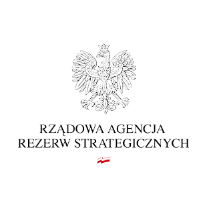 RZĄDOWA AGENCJA
REZERW STRATEGICZNYCH